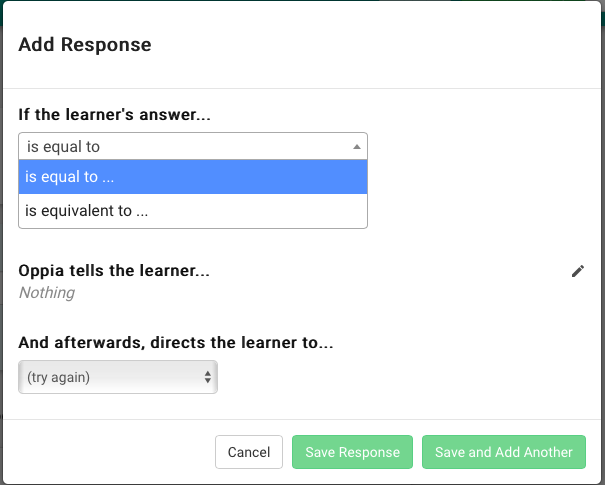 Add Response
If the learner's answer...
is equal to
is equal to ...
is equivalent to ...
Oppia tells the learner...
Nothing
And afterwards, directs the learner to...
(try again)
Cancel Save Response Save and Add Another